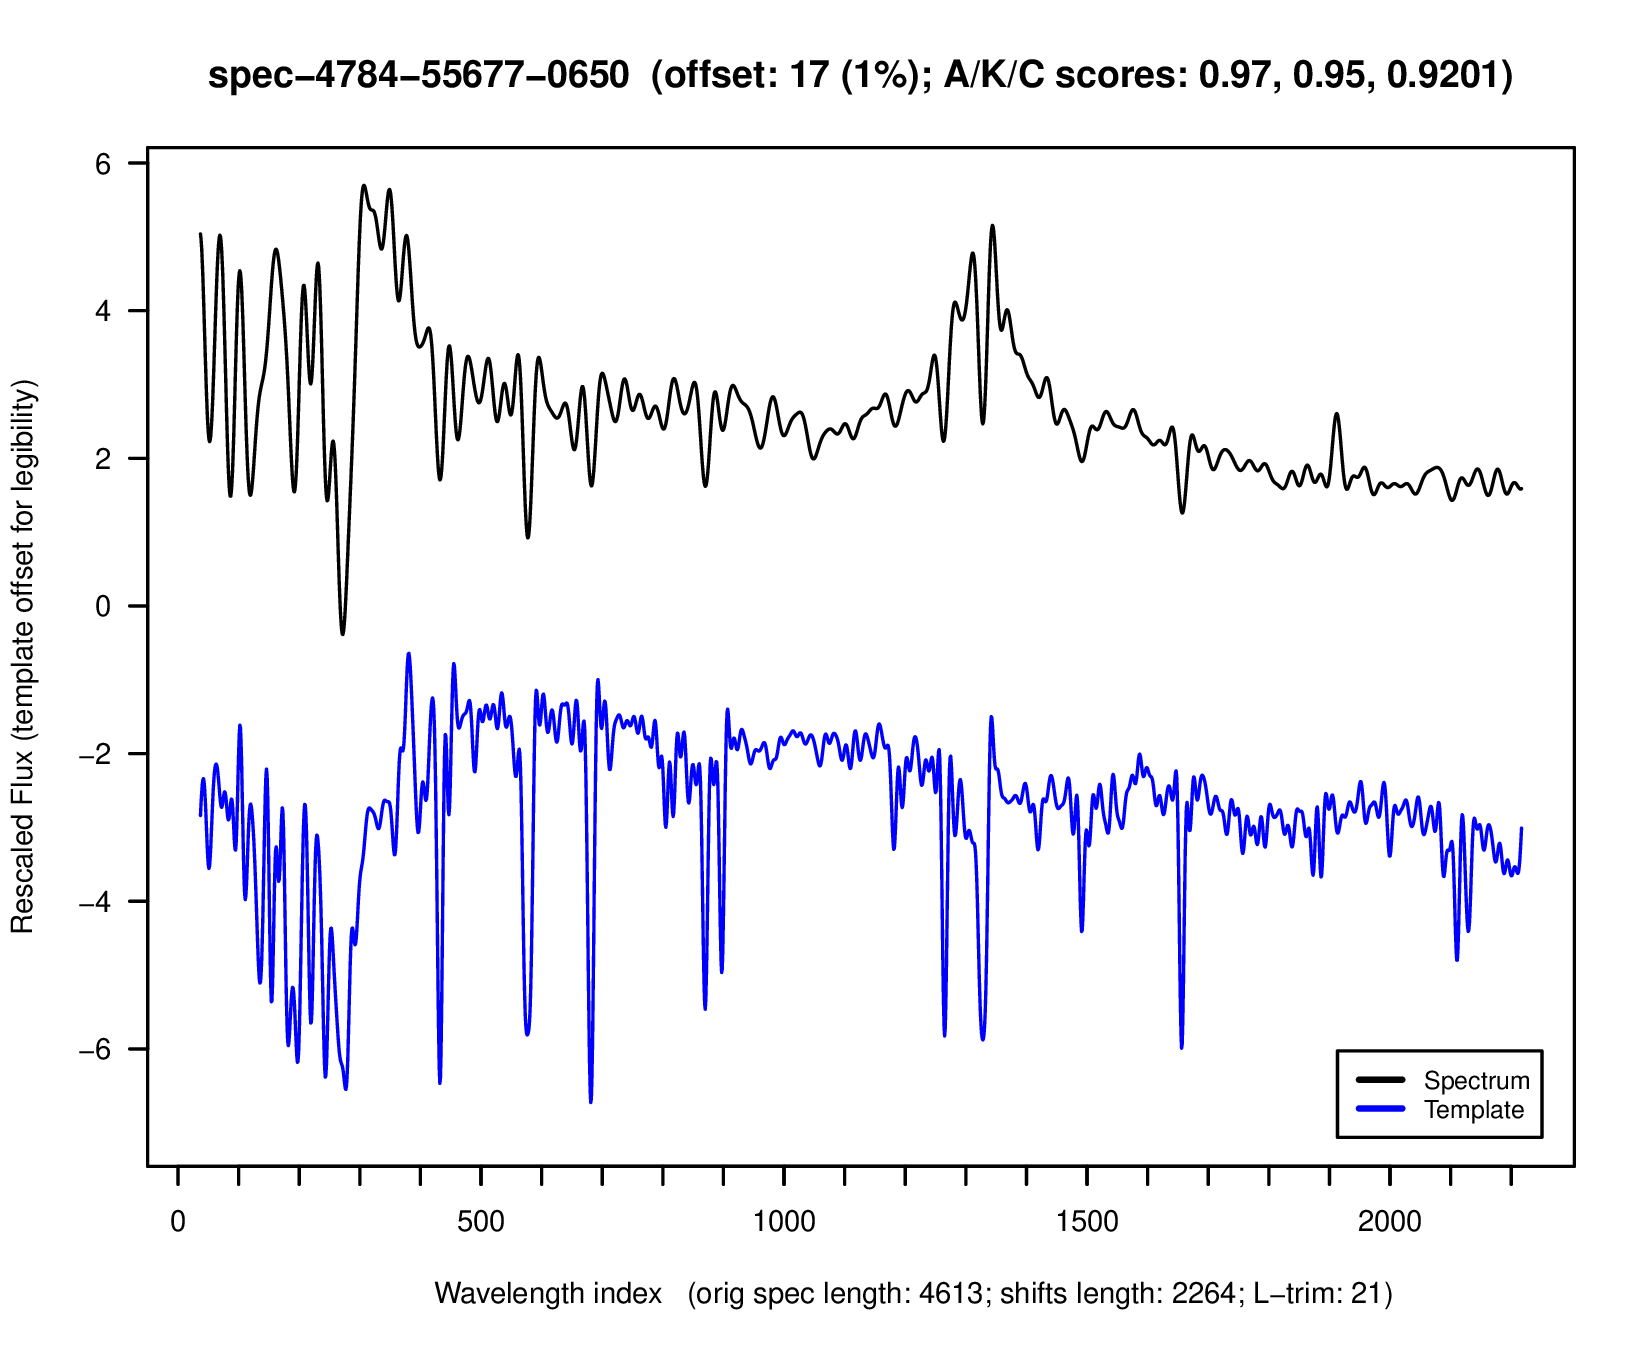 spec−4784−55677−0650 (offset: 17 (1%); A/K/C scores: 0.97, 0.95, 0.9201)
Rescaled Flux (template offset for legibility)
6
4
2
0
−2
−4
−6
Spectrum
Template
0 500 1000 1500 2000
Wavelength index (orig spec length: 4613; shifts length: 2264; L−trim: 21)